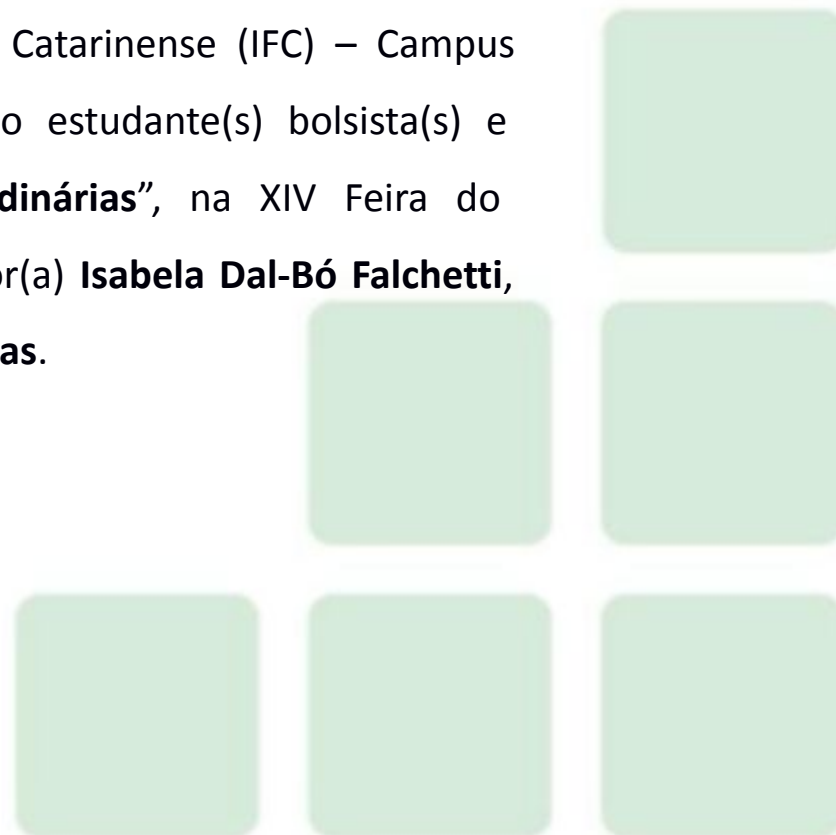 Catarinense (IFC) – Campus
o estudante(s) bolsista(s) e
dinárias”, na XIV Feira do
or(a) Isabela Dal-Bó Falchetti,
as.